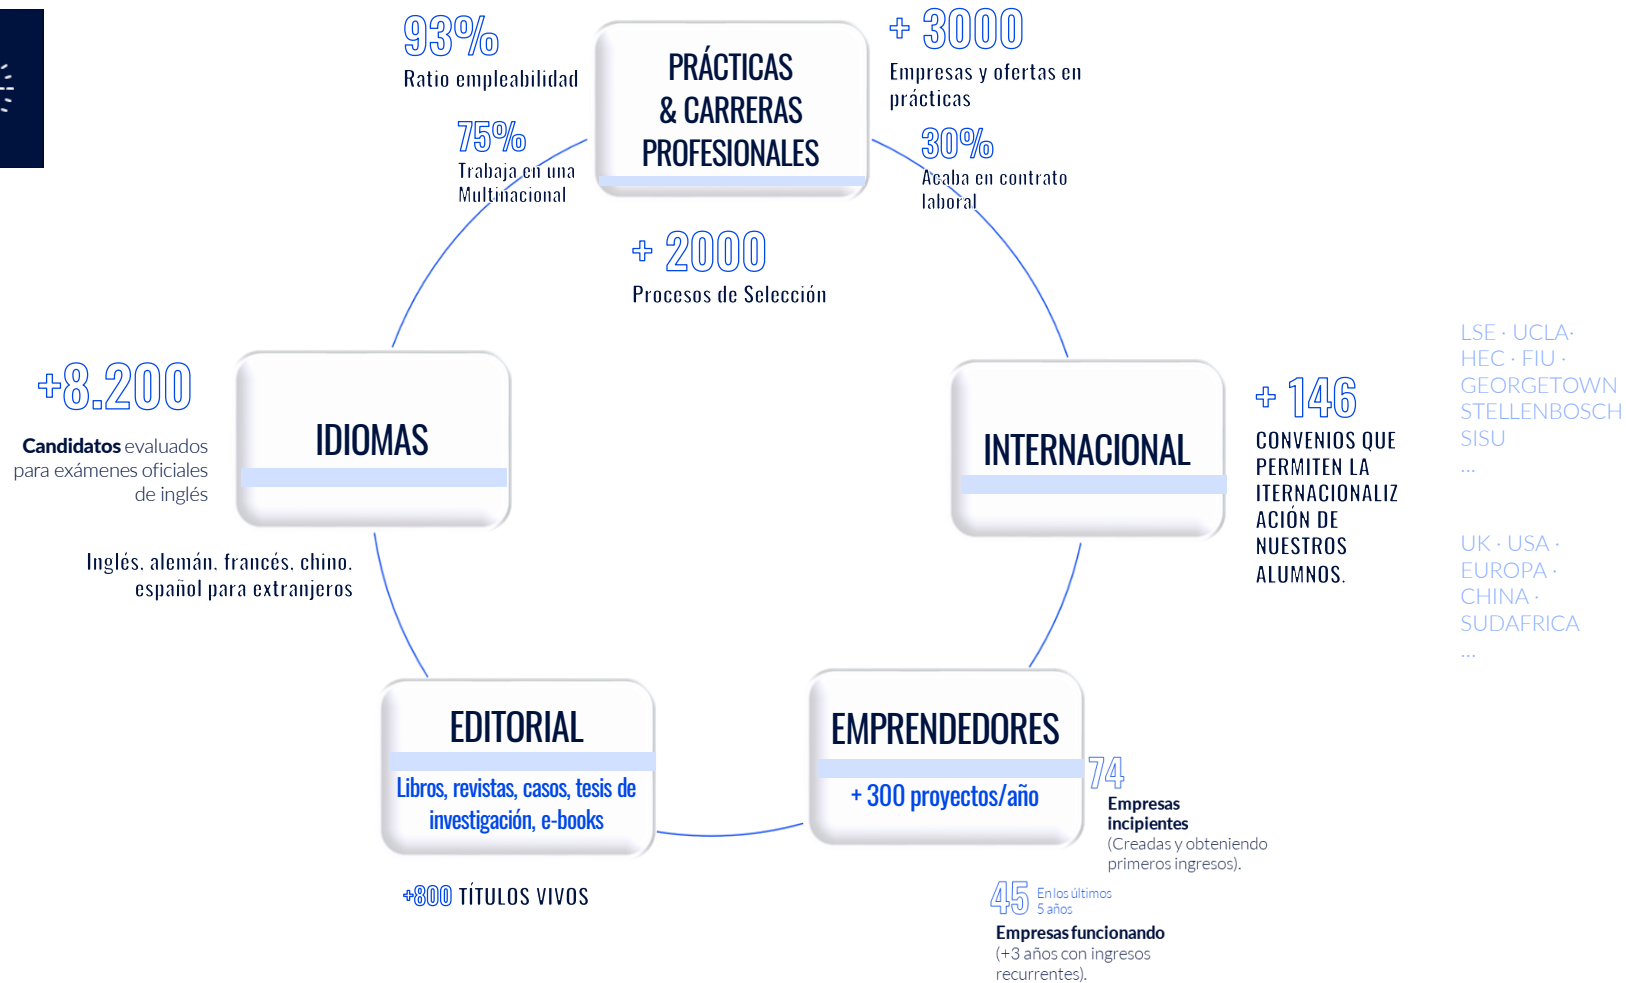 93%
Ratio empleabilidad
75%
Trabaja en una
Multinacional
PRÁCTICAS
& CARRERAS
PROFESIONALES
+ 3000
Empresas y ofertas en
prácticas
30%
Acaba en contrato
laboral
+ 2000
Procesos de Selección
+8.200
Candidatos evaluados
para exámenes oficiales
de inglés
IDIOMAS
Inglés, alemán, francés, chino,
español para extranjeros
INTERNACIONAL
+ 146
CONVENIOS QUE
PERMITEN LA
ITERNACIONALIZ
ACIÓN DE
NUESTROS
ALUMNOS.
LSE · UCLA·
HEC · FIU ·
GEORGETOWN
STELLENBOSCH
SISU
...
UK · USA ·
EUROPA ·
CHINA ·
SUDAFRICA
...
EDITORIAL
Libros, revistas, casos, tesis de
investigación, e-books
+800 TÍTULOS VIVOS
EMPRENDEDORES
+ 300 proyectos/año
74
Empresas
incipientes
(Creadas y obteniendo
primeros ingresos).
45 En los últimos
5 años
Empresas funcionando
(+3 años con ingresos
recurrentes).